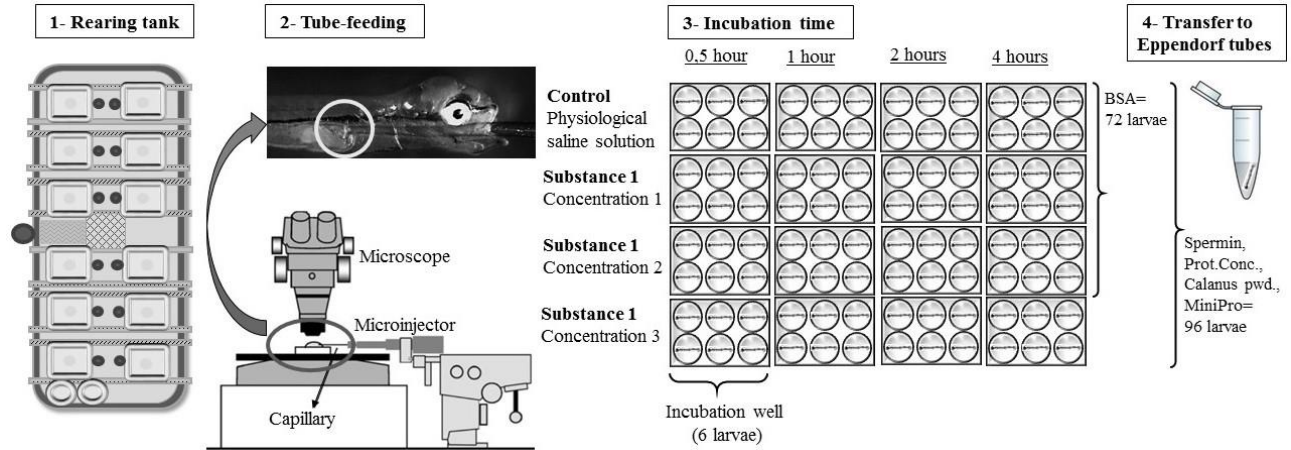 1- Rearing tank
2- Tube-feeding
3- Incubation time
4- Transfer to
Eppendorf tubes
0,5 hour
1 hour
2 hours
4 hours
Control
Physiological
saline solution
Substance 1
Concentration 1
Substance 1
Concentration 2
Substance 1
Concentration 3
BSA=
72 larvae
Spermin,
Prot.Conc.,
Calanus pwd.,
MiniPro=
96 larvae
Microscope
Microinjector
Capillary
Incubation well
(6 larvae)